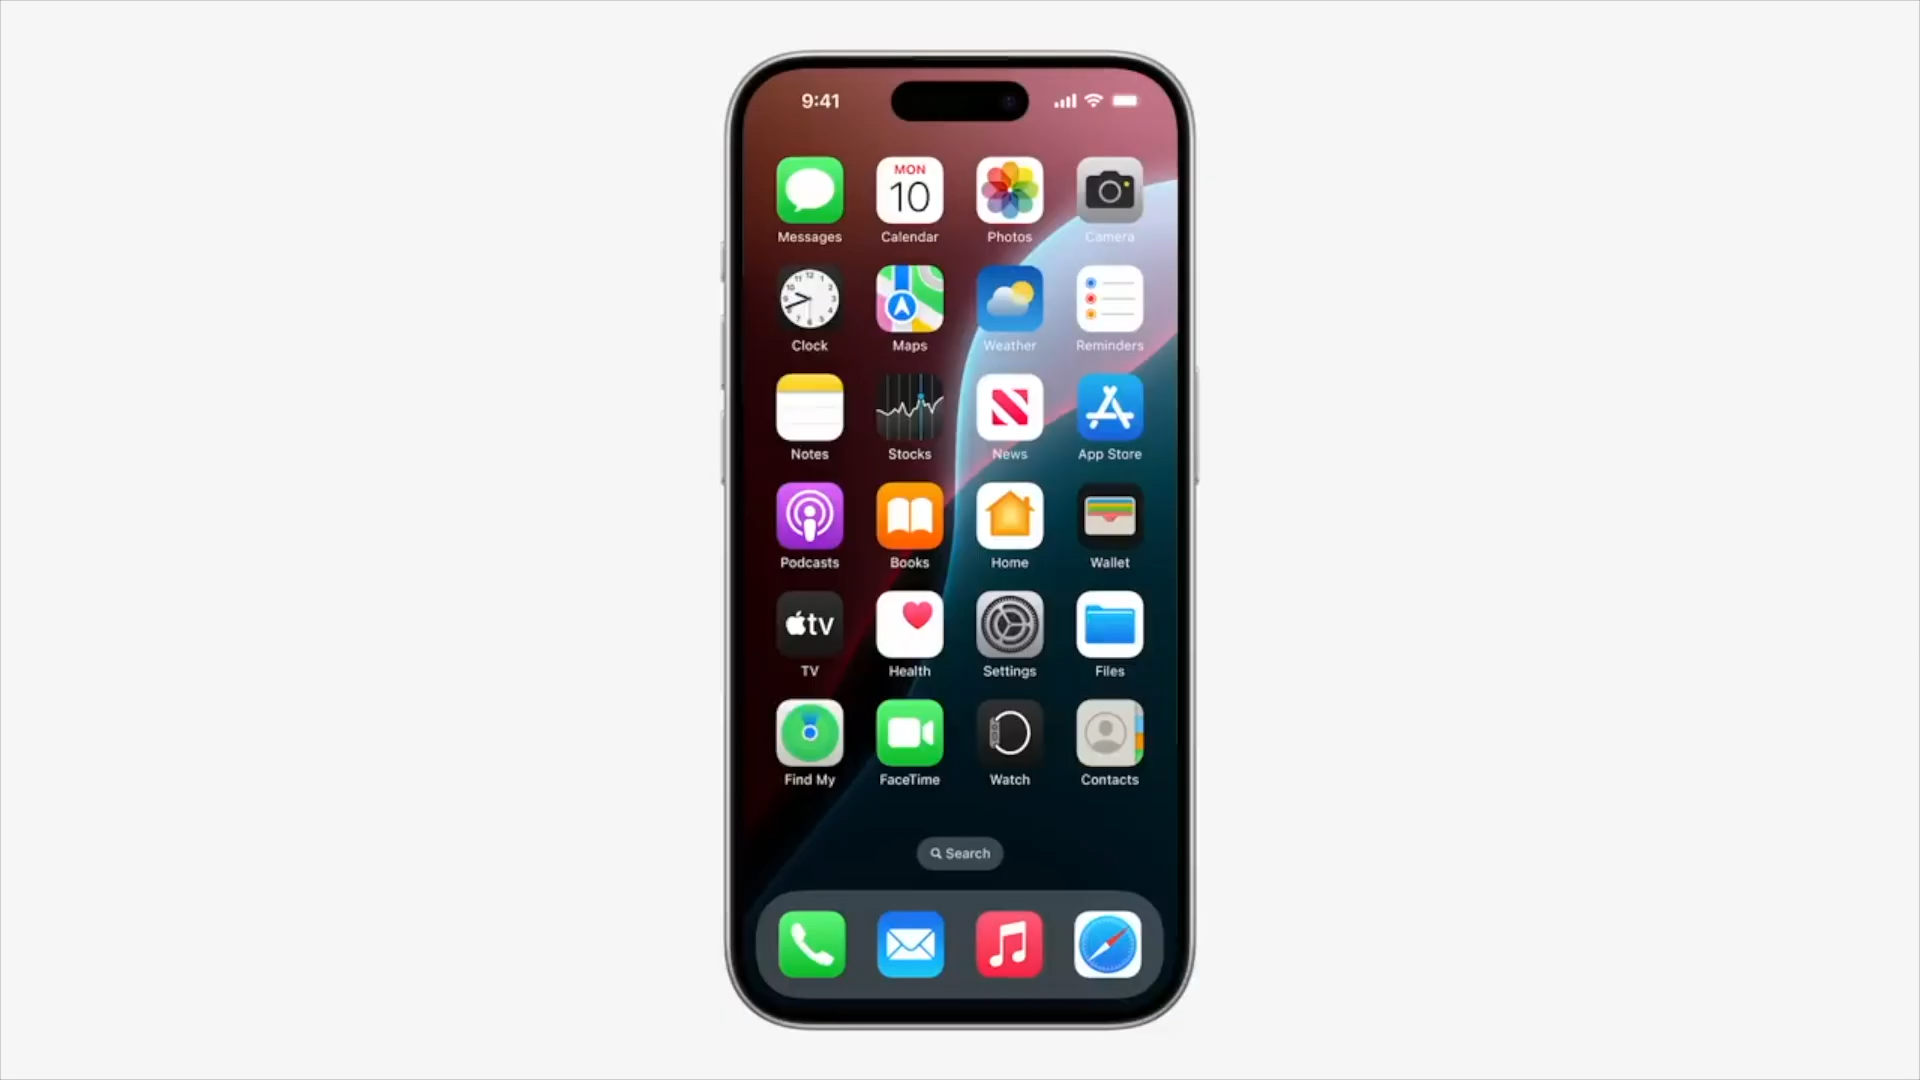 9:41
MON
10
Messages Calendar Photos Camera
Clock Maps Weather Reminders
Notes Stocks News App Store
Podcasts Books Home Wallet
tv
TV Health Settings Files
Find My FaceTime Watch Contacts
Search